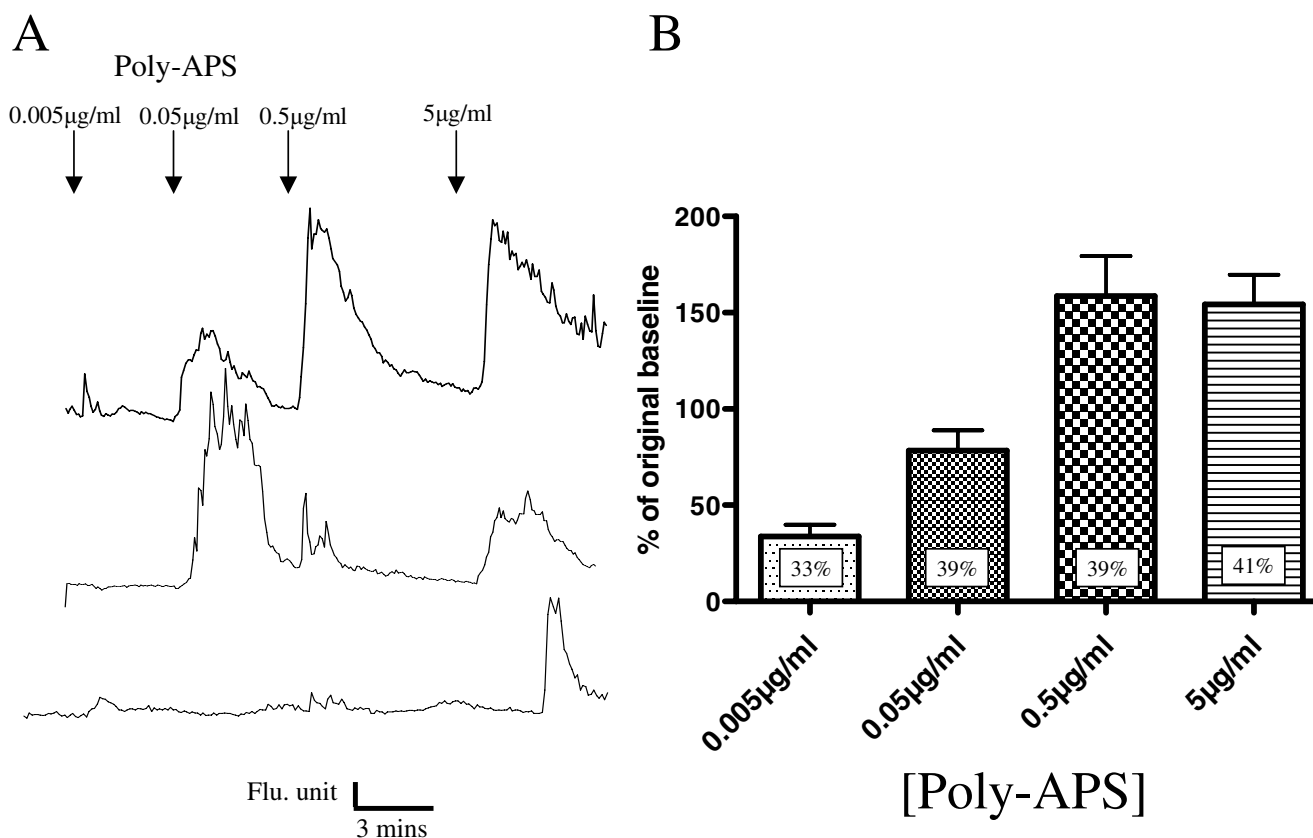 A
Poly-APS
0.005μg/ml 0.05μg/ml 0.5μg/ml 5μg/ml
Flu. unit
3 mins
B
% of original baseline
200
150
100
50
0
33% 39% 39% 41%
0.005μg/ml 0.05μg/ml 0.5μg/ml 5μg/ml
[Poly-APS]